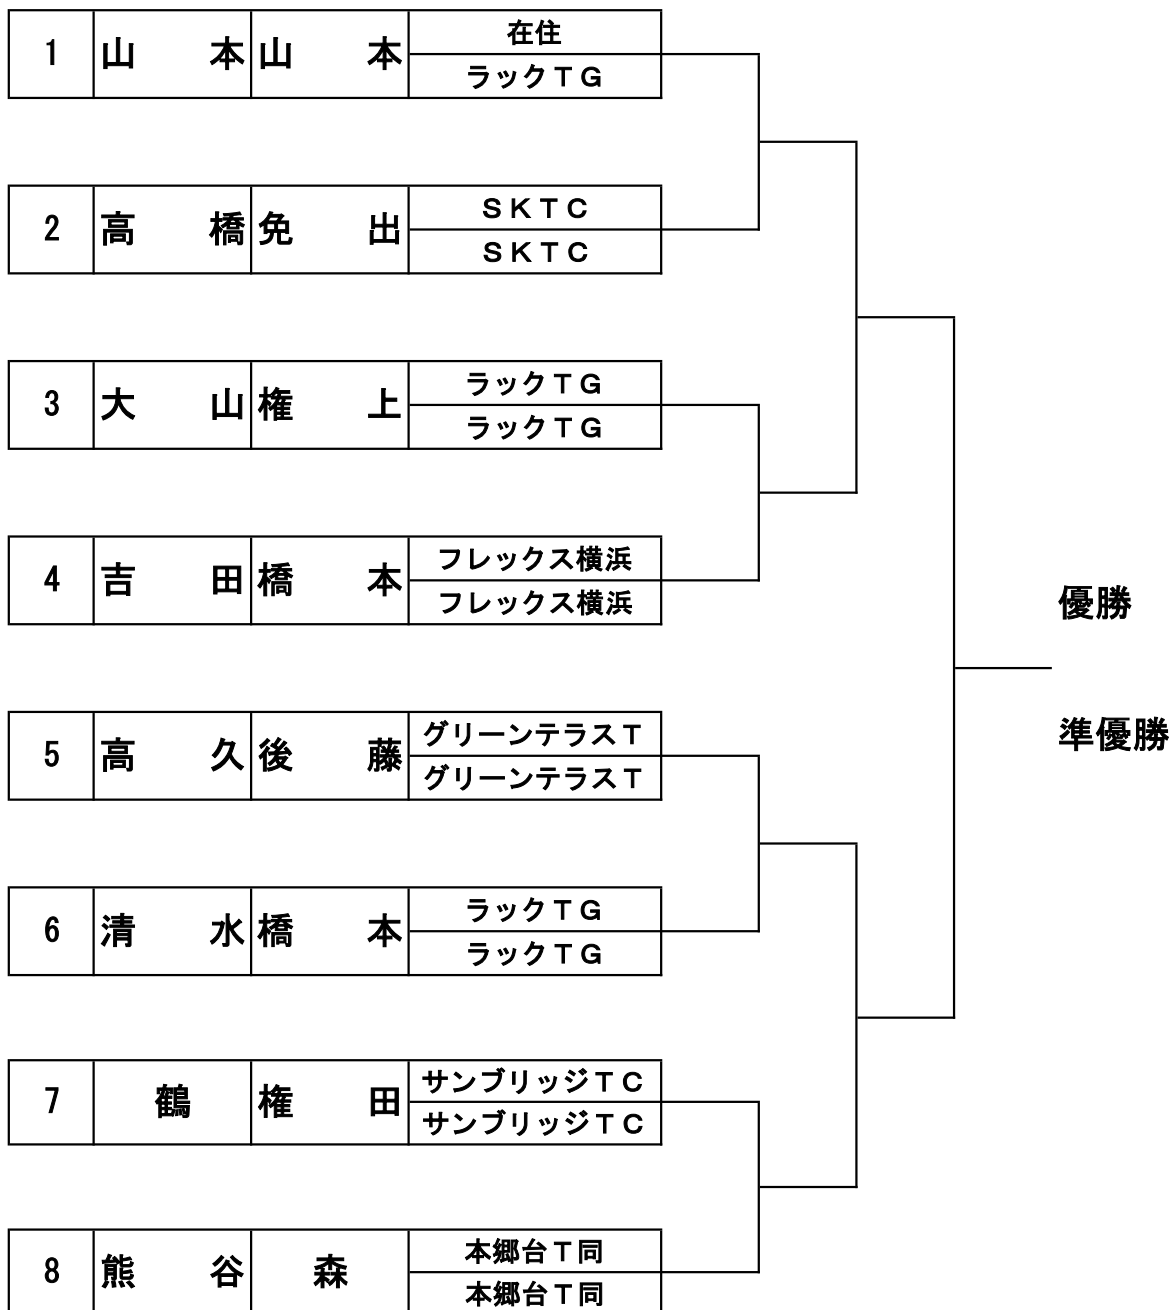 1 山本 山本 在住
ラックＴＧ
2 高橋 免出 ＳＫＴＣ
ＳＫＴＣ
3 大山 権上 ラックＴＧ
ラックＴＧ
4 吉田 橋本 フレックス横浜
フレックス横浜
優勝
準優勝
5 高久 後藤 グリーンテラスＴ
グリーンテラスＴ
6 清水 橋本 ラックＴＧ
ラックＴＧ
7 鶴 権田 サンブリッジＴＣ
サンブリッジＴＣ
8 熊谷 森 本郷台Ｔ同
本郷台Ｔ同